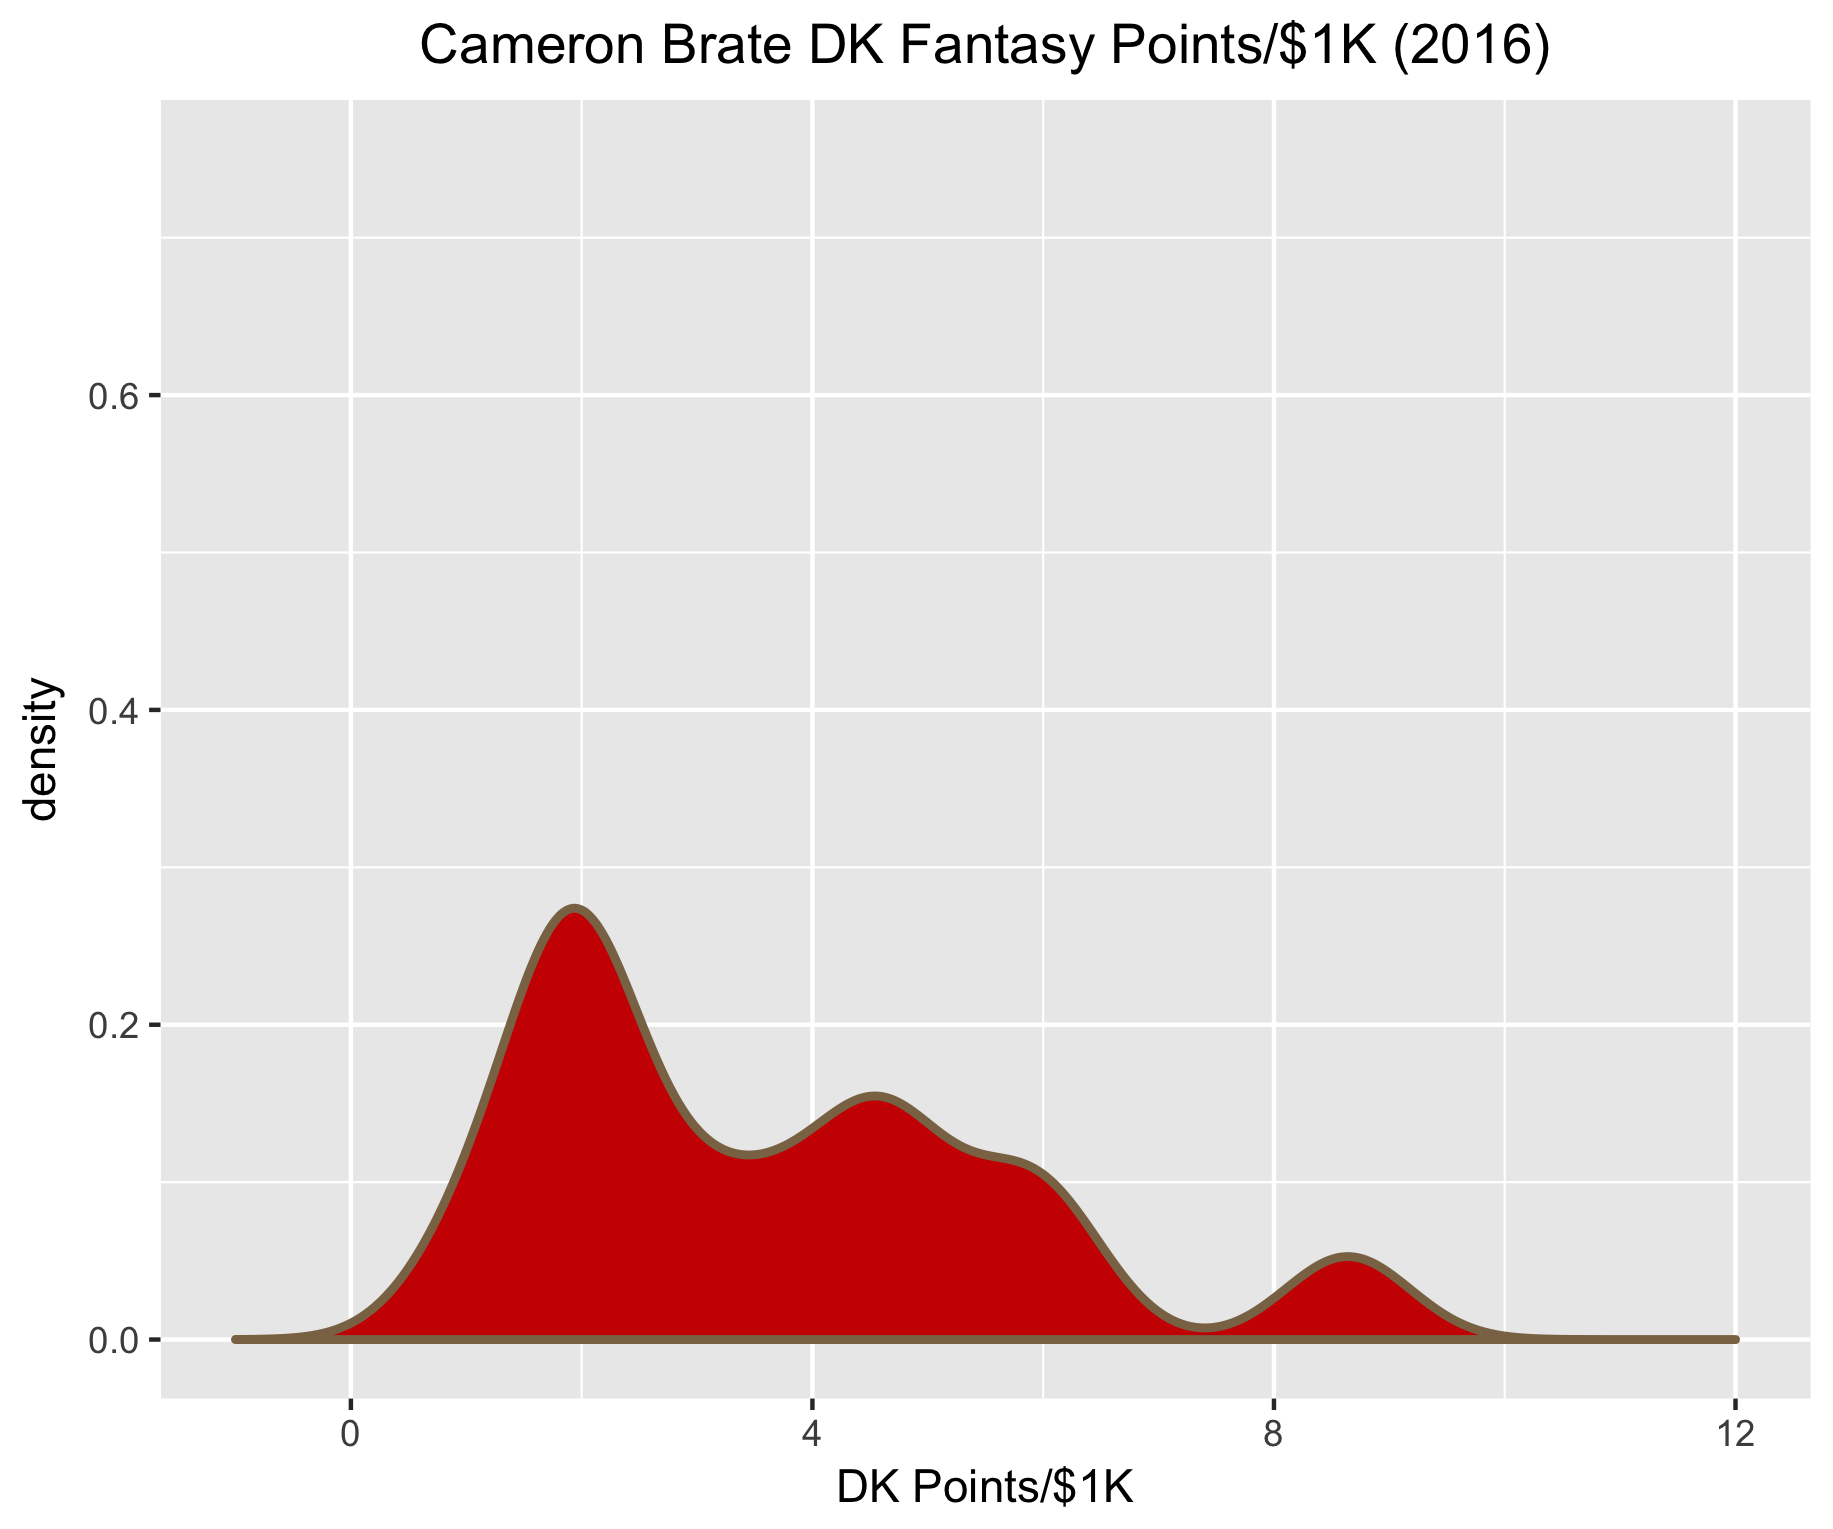 Cameron Brate DK Fantasy Points/$1K (2016)
density
0.6
0.4
0.2
0.0
0 4 8 12
DK Points/$1K